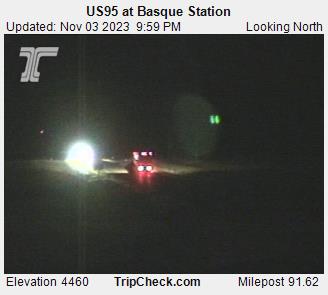 US95 at Basque Station
Updated: Nov 03 2023 9:59 PM Looking North
Elevation 4460 TripCheck.com Milepost 91.62